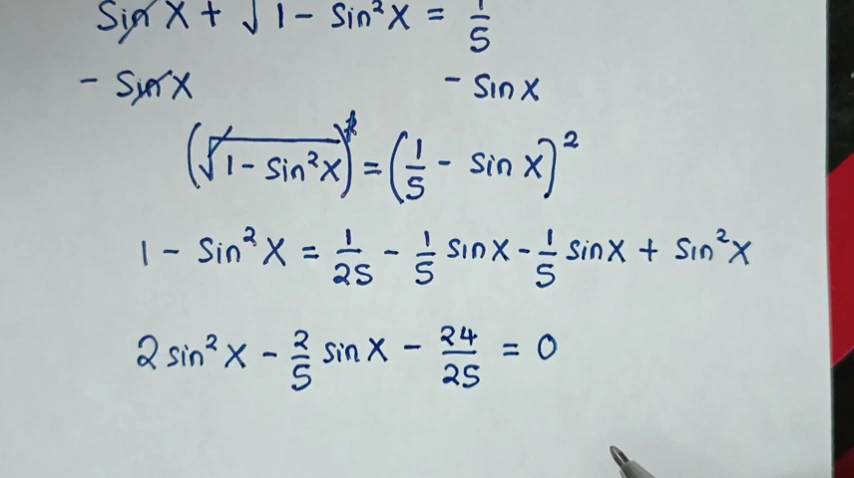 Sin X + √1 - Sin²X = 1/5
- Sin X - Sin X
(√1 - Sin²X)² = (1/5 - Sin X)²
1 - Sin²X = 1/25 - 1/5 sin X - 1/5 sin X + Sin²X
2 sin²X - 2/5 sin X - 24/25 = 0